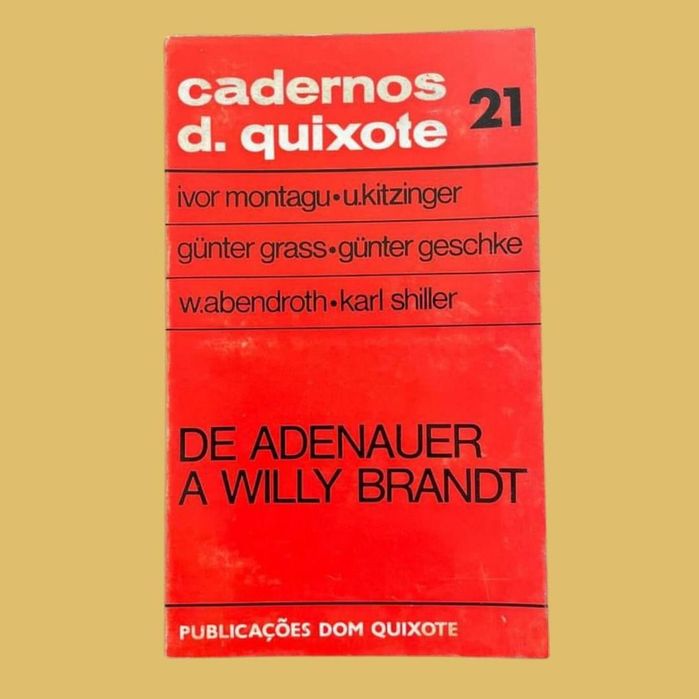 cadernos
d. quixote 21
ivor montagu•u.kitzinger
günter grass•günter geschke
w.abendroth•karl shiller
DE ADENAUER
A WILLY BRANDT
PUBLICAÇÕES DOM QUIXOTE